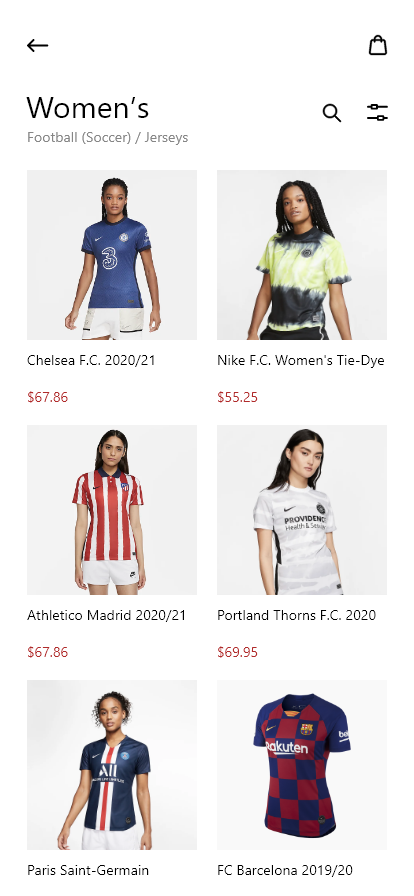 Women’s
Football (Soccer) / Jerseys
3
Chelsea F.C. 2020/21
Nike F.C. Women's Tie-Dye
$67.86
$55.25
PROVIDENCE
Health & Services
Athletico Madrid 2020/21
Portland Thorns F.C. 2020
$67.86
$69.95
ALL
Rakuten
beko
Paris Saint-Germain
FC Barcelona 2019/20